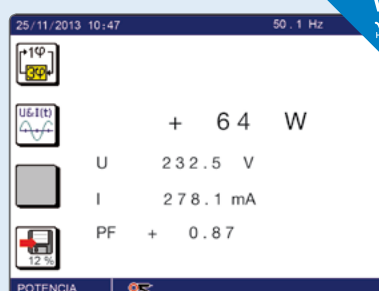 25/11/2013 10:47 50.1 Hz
1φ
3φ
U&I(t)
+ 64 W
U 232.5 V
I 278.1 mA
PF + 0.87
12 %
POTENCIA